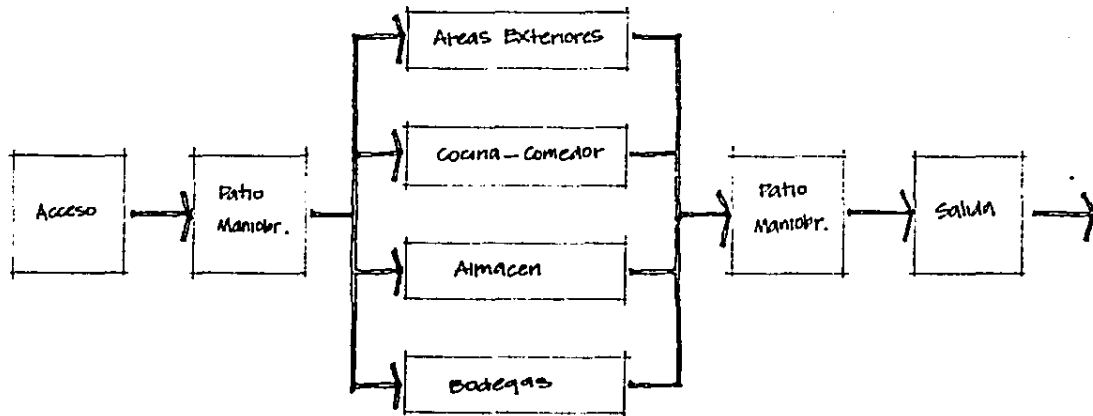 Areas Exteriores
Cocina-Comedor
Acceso
Patio
Maniobr.
Patio
Maniobr.
Salida
Almacen
Bodegas